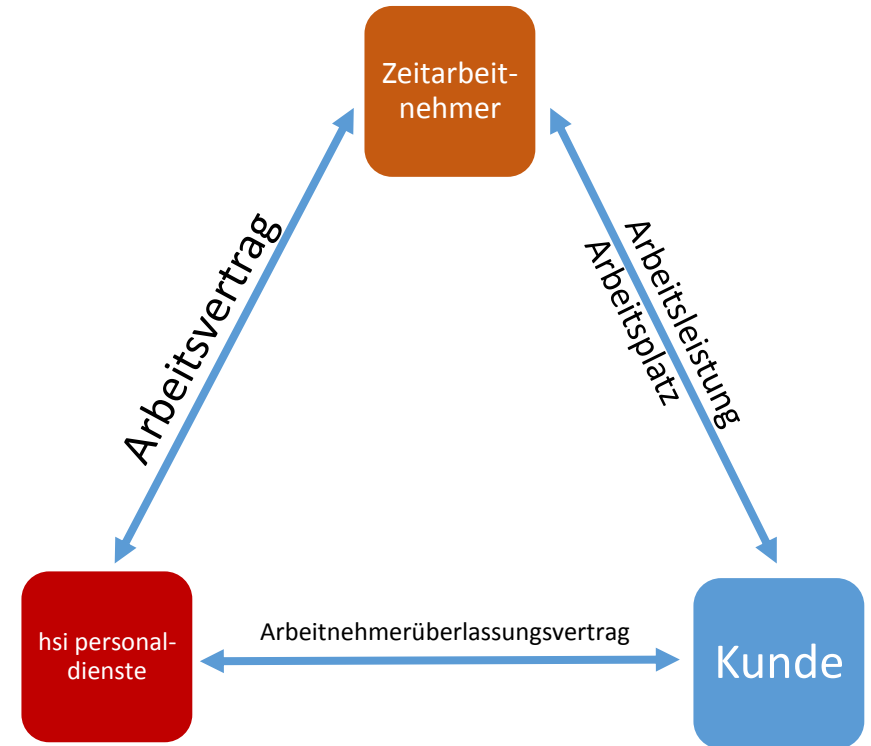 Zeitarbeit-
nehmer
Arbeitsvertrag
Arbeitsleistung
Arbeitsplatz
hsi personal-
dienste
Arbeitnehmerüberlassungsvertrag
Kunde